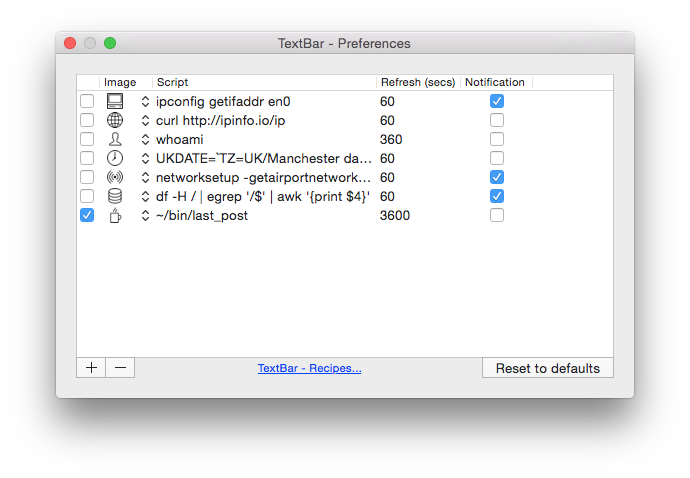 TextBar - Preferences
Image Script Refresh (secs) Notification
ipconfig getifaddr en0 60
curl http://ipinfo.io/ip 60
whoami 360
UKDATE=`TZ=UK/Manchester da... 60
networksetup -getairportnetwork... 60
df -H / | egrep '/$' | awk '{print $4}' 60
~/bin/last_post 3600
+ − TextBar - Recipes... Reset to defaults